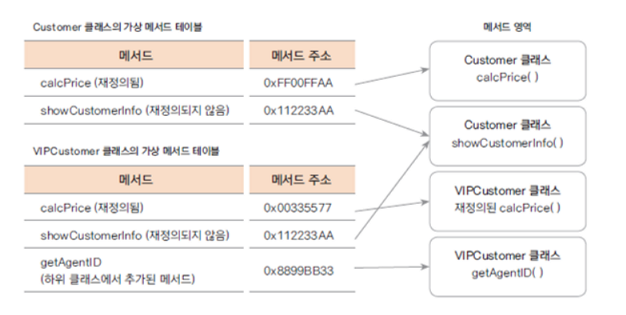 Customer 클래스의 가상 메서드 테이블
메서드 메서드 주소
calcPrice (재정의됨) 0xFF00FFAA
showCustomerInfo (재정의되지 않음) 0x112233AA
VIPCustomer 클래스의 가상 메서드 테이블
메서드 메서드 주소
calcPrice (재정의됨) 0x00335577
showCustomerInfo (재정의되지 않음) 0x112233AA
getAgentID
(하위 클래스에서 추가된 메서드) 0x8899BB33
메서드 영역
Customer 클래스
calcPrice( )
Customer 클래스
showCustomerInfo( )
VIPCustomer 클래스
재정의된 calcPrice( )
VIPCustomer 클래스
getAgentID( )